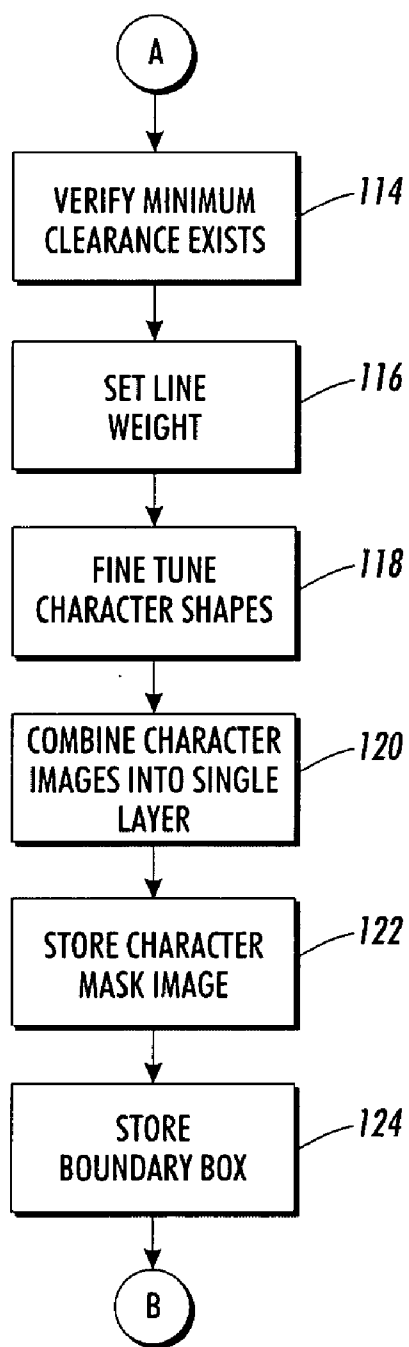 A
VERIFY MINIMUM
CLEARANCE EXISTS
114
SET LINE
WEIGHT
116
FINE TUNE
CHARACTER SHAPES
118
COMBINE CHARACTER
IMAGES INTO SINGLE
LAYER
120
STORE CHARACTER
MASK IMAGE
122
STORE
BOUNDARY BOX
124
B